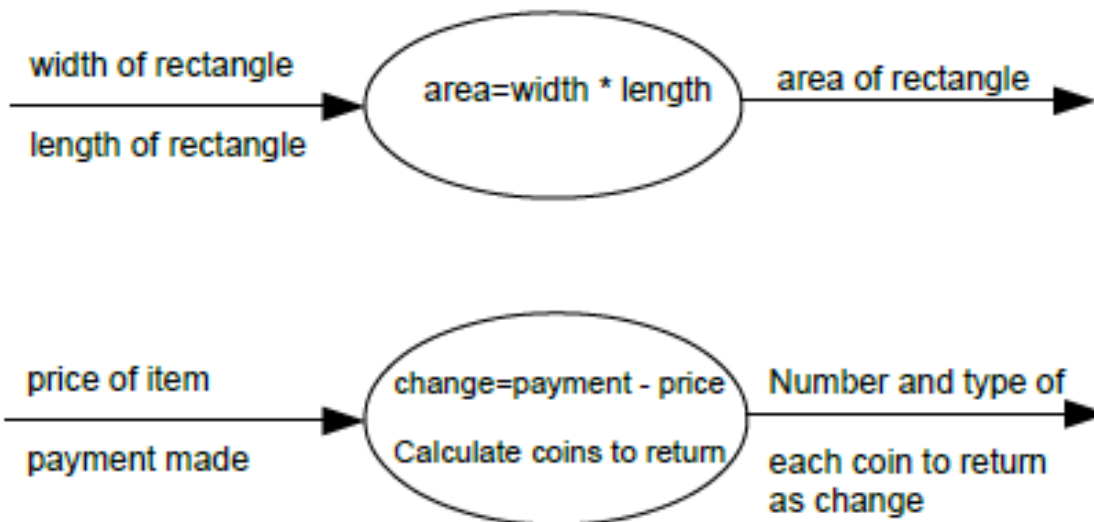 width of rectangle
length of rectangle
area=width * length
area of rectangle
price of item
payment made
change=payment - price
Calculate coins to return
Number and type of
each coin to return
as change